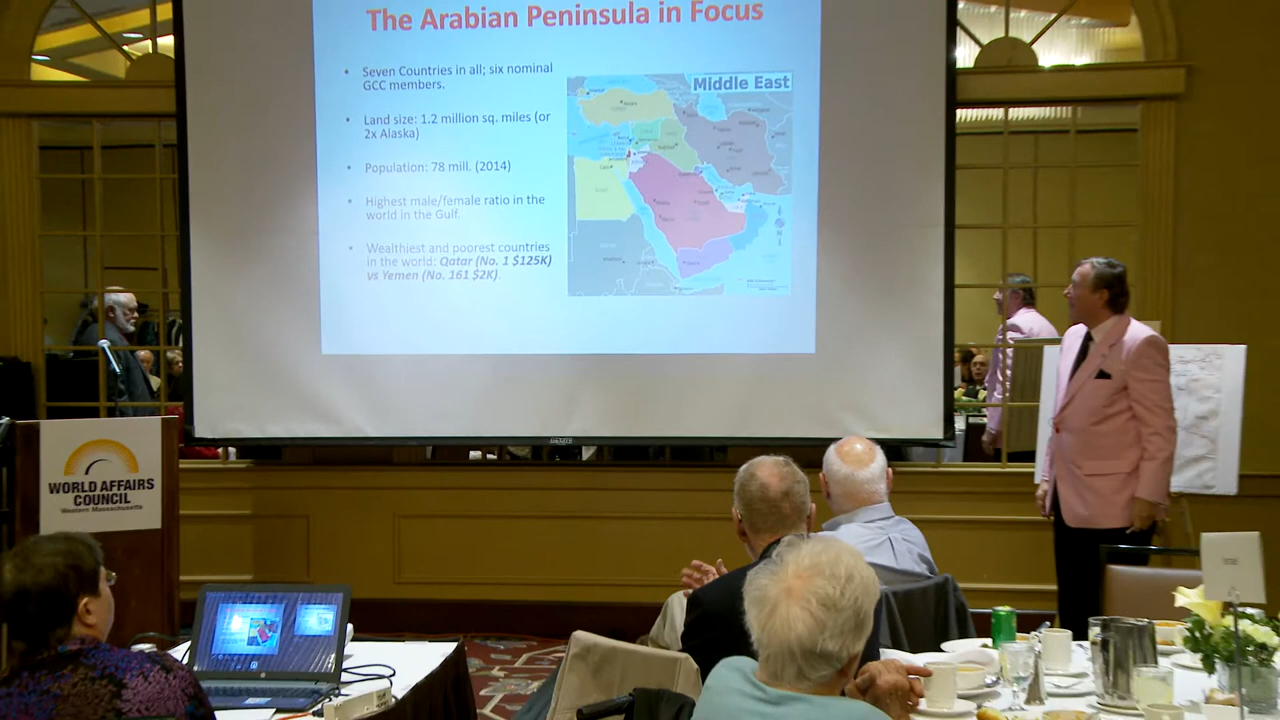 The Arabian Peninsula in Focus
• Seven Countries in all; six nominal
GCC members.
• Land size: 1.2 million sq. miles (or
2x Alaska)
• Population: 78 mill. (2014)
• Highest male/female ratio in the
world in the Gulf.
• Wealthiest and poorest countries
in the world: Qatar (No. 1 $125K)
vs Yemen (No. 161 $2K).
Middle East
WORLD AFFAIRS
COUNCIL
Western Massachusetts